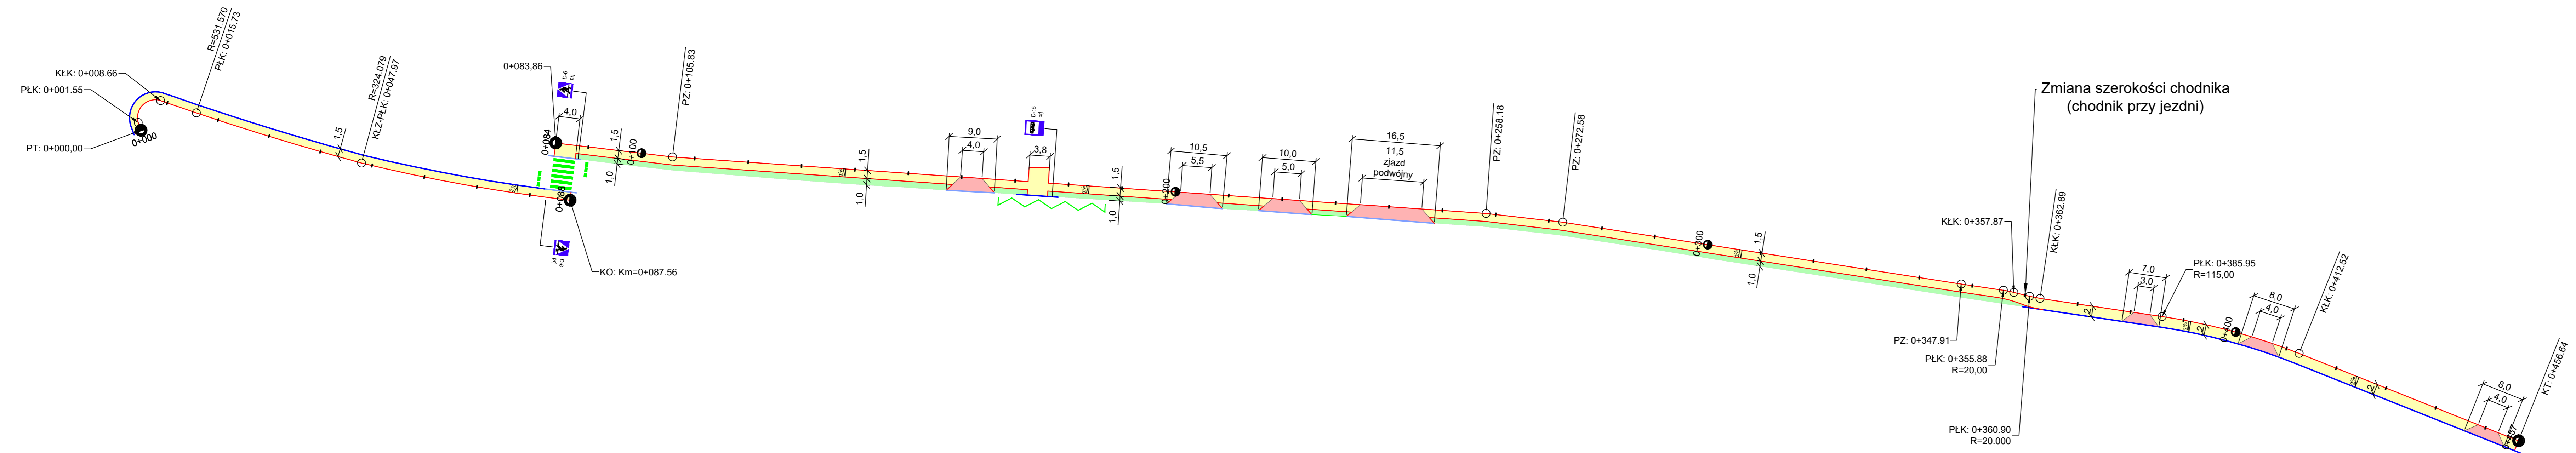 KŁK: 0+008.66
PŁK: 0+001.55
PT: 0+000,00
0+000
R=531.570
PŁK: 0+015.73
1,5
R=324.079
KŁZ-PŁK: 0+047.97
0+083,86
D-6
prj
4,0
0+084
0+088
D-6
prj
KO: Km=0+087.56
1,5
1,0
0+100
PZ: 0+105.83
1,5
1,0
9,0
4,0
D-15
prj
3,8
1,5
1,0
0+200
10,5
5,5
10,0
5,0
16,5
11,5
zjazd
podwójny
PZ: 0+258.18
PZ: 0+272.58
0+300
1,5
1,0
PZ: 0+347.91
PŁK: 0+355.88
R=20,00
KŁK: 0+357.87
Zmiana szerokości chodnika
(chodnik przy jezdni)
PŁK: 0+360.90
R=20.000
KŁK: 0+362.89
2
7,0
3,0
PŁK: 0+385.95
R=115,00
2
0+400
8,0
4,0
KŁK: 0+412.52
2
8,0
4,0
0+457
KT: 0+456.64